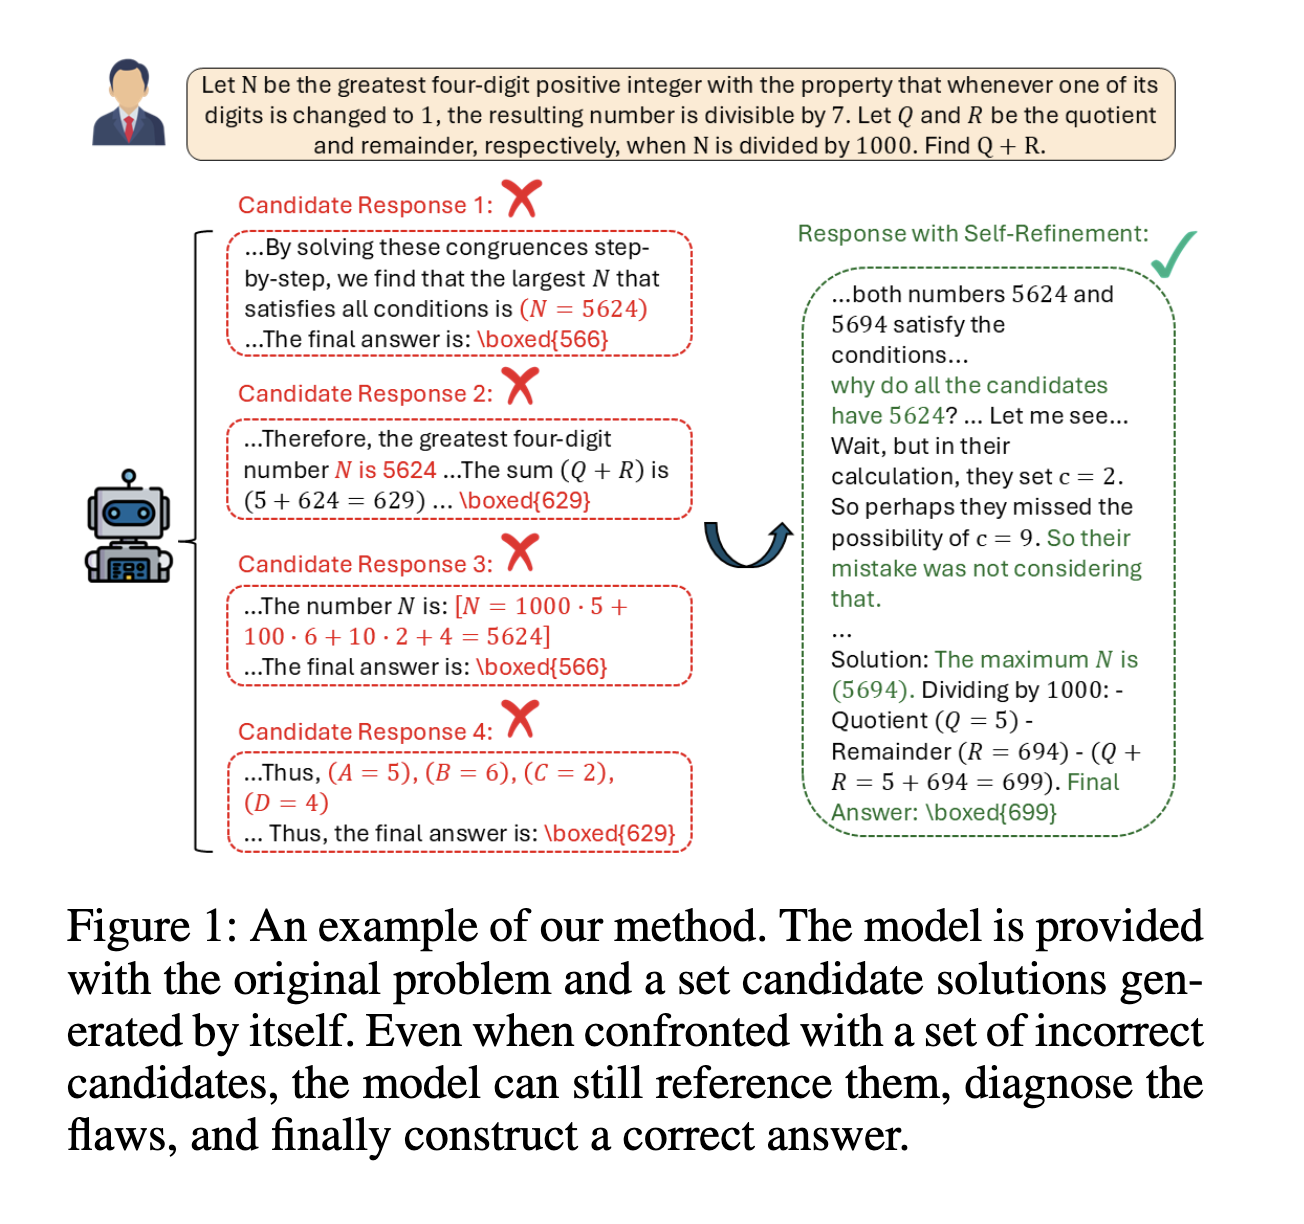 Let N be the greatest four-digit positive integer with the property that whenever one of its
digits is changed to 1, the resulting number is divisible by 7. Let Q and R be the quotient
and remainder, respectively, when N is divided by 1000. Find Q + R.
Candidate Response 1:
...By solving these congruences step-
by-step, we find that the largest N that
satisfies all conditions is (N = 5624)
...The final answer is: \boxed{566}
Candidate Response 2:
...Therefore, the greatest four-digit
number N is 5624 ...The sum (Q + R) is
(5 + 624 = 629) ... \boxed{629}
Candidate Response 3:
...The number N is: [N = 1000 · 5 +
100 · 6 + 10 · 2 + 4 = 5624]
...The final answer is: \boxed{566}
Candidate Response 4:
...Thus, (A = 5), (B = 6), (C = 2),
(D = 4)
... Thus, the final answer is: \boxed{629}
Response with Self-Refinement:
...both numbers 5624 and
5694 satisfy the
conditions...
why do all the candidates
have 5624? ... Let me see...
Wait, but in their
calculation, they set c = 2.
So perhaps they missed the
possibility of c = 9. So their
mistake was not considering
that.
...
Solution: The maximum N is
(5694). Dividing by 1000: -
Quotient (Q = 5) -
Remainder (R = 694) - (Q +
R = 5 + 694 = 699). Final
Answer: \boxed{699}
Figure 1: An example of our method. The model is provided
with the original problem and a set candidate solutions gen-
erated by itself. Even when confronted with a set of incorrect
candidates, the model can still reference them, diagnose the
flaws, and finally construct a correct answer.